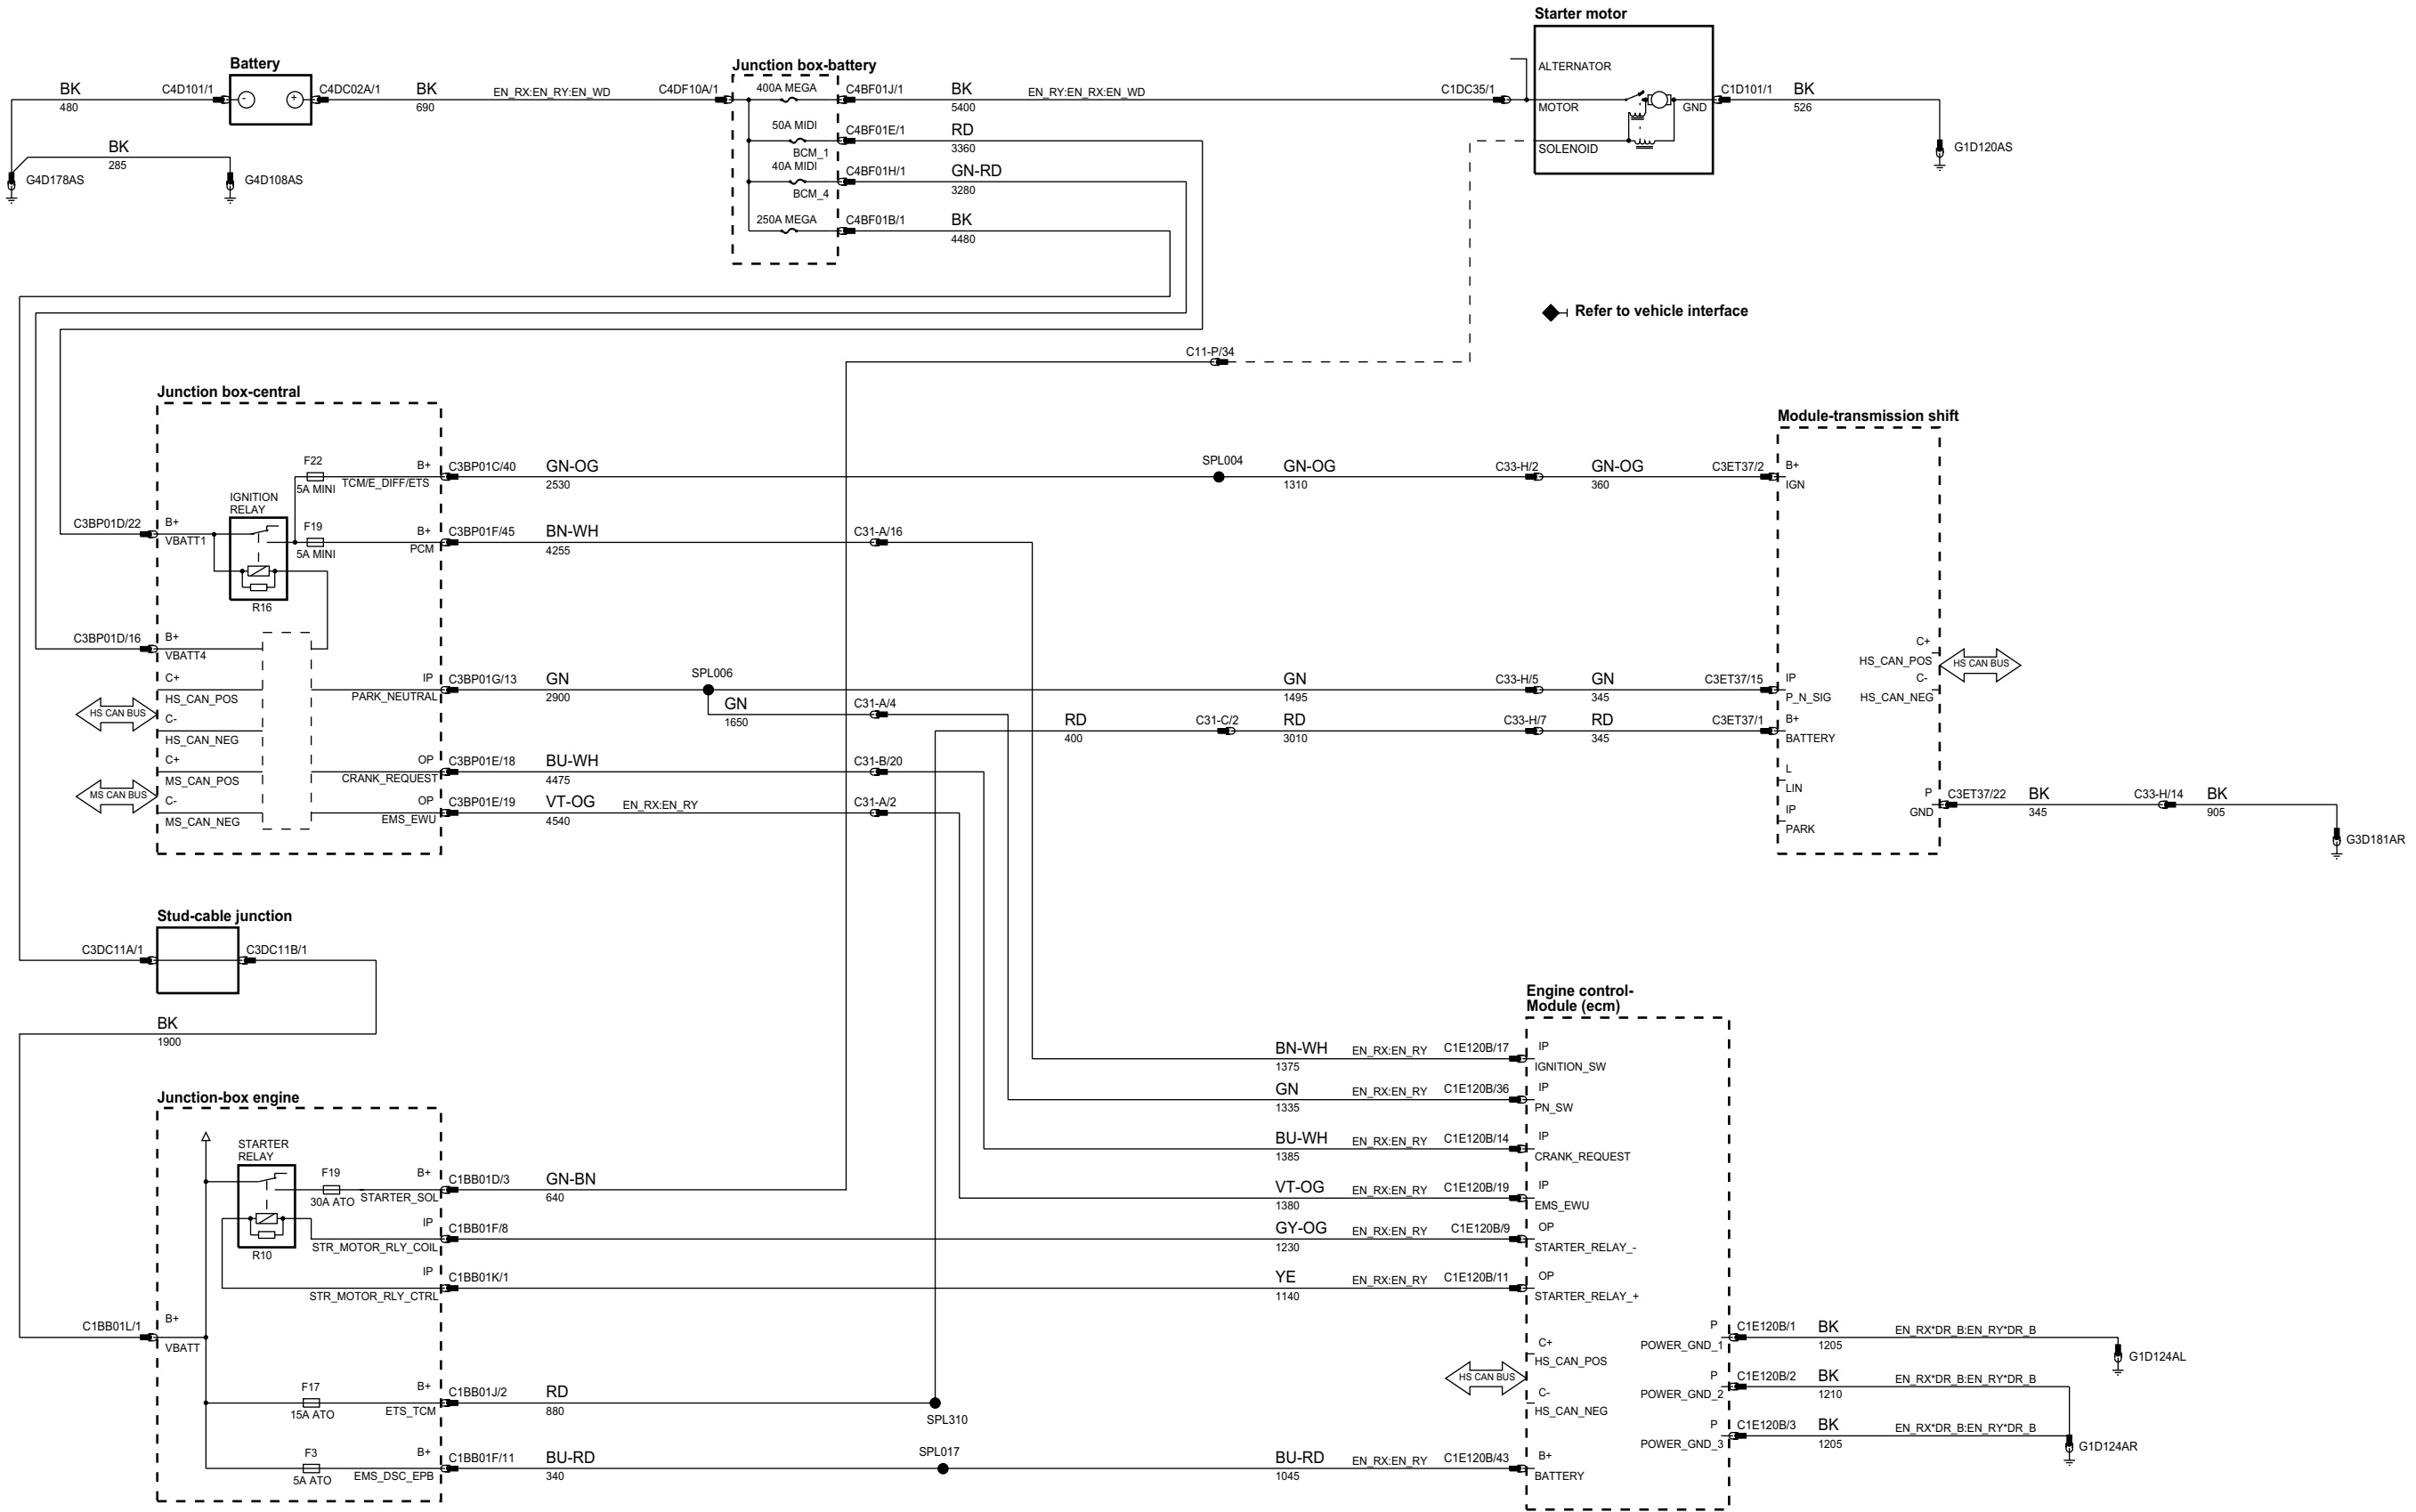 Starter motor
Battery
Junction box-battery
BK
480
C4D101/1
-
+
C4DC02A/1
BK
690
EN_RX:EN_RY:EN_WD
C4DF10A/1
400A MEGA
C4BF01J/1
BK
5400
EN_RY:EN_RX:EN_WD
C1DC35/1
ALTERNATOR
MOTOR
GND
C1D101/1
BK
526
BK
285
50A MIDI
BCM_1
C4BF01E/1
RD
3360
SOLENOID
G1D120AS
G4D178AS
G4D108AS
40A MIDI
BCM_4
C4BF01H/1
GN-RD
3280
250A MEGA
C4BF01B/1
BK
4480
Refer to vehicle interface
C11-P/34
Junction box-central
Module-transmission shift
F22
5A MINI
B+
TCM/E_DIFF/ETS
C3BP01C/40
GN-OG
2530
SPL004
GN-OG
1310
C33-H/2
GN-OG
360
C3ET37/2
B+
IGN
IGNITION
RELAY
C3BP01D/22
B+
VBATT1
F19
5A MINI
B+
PCM
C3BP01F/45
BN-WH
4255
C31-A/16
R16
C3BP01D/16
B+
VBATT4
C+
HS_CAN_POS
HS CAN BUS
C-
HS_CAN_NEG
IP
PARK_NEUTRAL
C3BP01G/13
GN
2900
SPL006
GN
1650
C31-A/4
GN
1495
C33-H/5
GN
345
C3ET37/15
IP
P_N_SIG
C+
HS_CAN_POS
C-
HS_CAN_NEG
HS CAN BUS
RD
400
C31-C/2
RD
3010
C33-H/7
RD
345
C3ET37/1
B+
BATTERY
C+
MS_CAN_POS
MS CAN BUS
C-
MS_CAN_NEG
OP
CRANK_REQUEST
C3BP01E/18
BU-WH
4475
C31-B/20
L
LIN
OP
EMS_EWU
C3BP01E/19
VT-OG
4540
EN_RX:EN_RY
C31-A/2
IP
PARK
P
GND
C3ET37/22
BK
345
C33-H/14
BK
905
G3D181AR
Stud-cable junction
C3DC11A/1
C3DC11B/1
BK
1900
Engine control-
Module (ecm)
BN-WH
1375
EN_RX:EN_RY
C1E120B/17
IP
IGNITION_SW
GN
1335
EN_RX:EN_RY
C1E120B/36
IP
PN_SW
Junction-box engine
BU-WH
1385
EN_RX:EN_RY
C1E120B/14
IP
CRANK_REQUEST
STARTER
RELAY
F19
30A ATO
B+
STARTER_SOL
C1BB01D/3
GN-BN
640
VT-OG
1380
EN_RX:EN_RY
C1E120B/19
IP
EMS_EWU
R10
IP
STR_MOTOR_RLY_COIL
C1BB01F/8
GY-OG
1230
EN_RX:EN_RY
C1E120B/9
OP
STARTER_RELAY_-
IP
STR_MOTOR_RLY_CTRL
C1BB01K/1
YE
1140
EN_RX:EN_RY
C1E120B/11
OP
STARTER_RELAY_+
C1BB01L/1
B+
VBATT
C+
HS_CAN_POS
HS CAN BUS
C-
HS_CAN_NEG
P
POWER_GND_1
C1E120B/1
BK
1205
EN_RX*DR_B:EN_RY*DR_B
G1D124AL
P
POWER_GND_2
C1E120B/2
BK
1210
EN_RX*DR_B:EN_RY*DR_B
F17
15A ATO
B+
ETS_TCM
C1BB01J/2
RD
880
SPL310
P
POWER_GND_3
C1E120B/3
BK
1205
EN_RX*DR_B:EN_RY*DR_B
G1D124AR
F3
5A ATO
B+
EMS_DSC_EPB
C1BB01F/11
BU-RD
340
SPL017
BU-RD
1045
EN_RX:EN_RY
C1E120B/43
B+
BATTERY